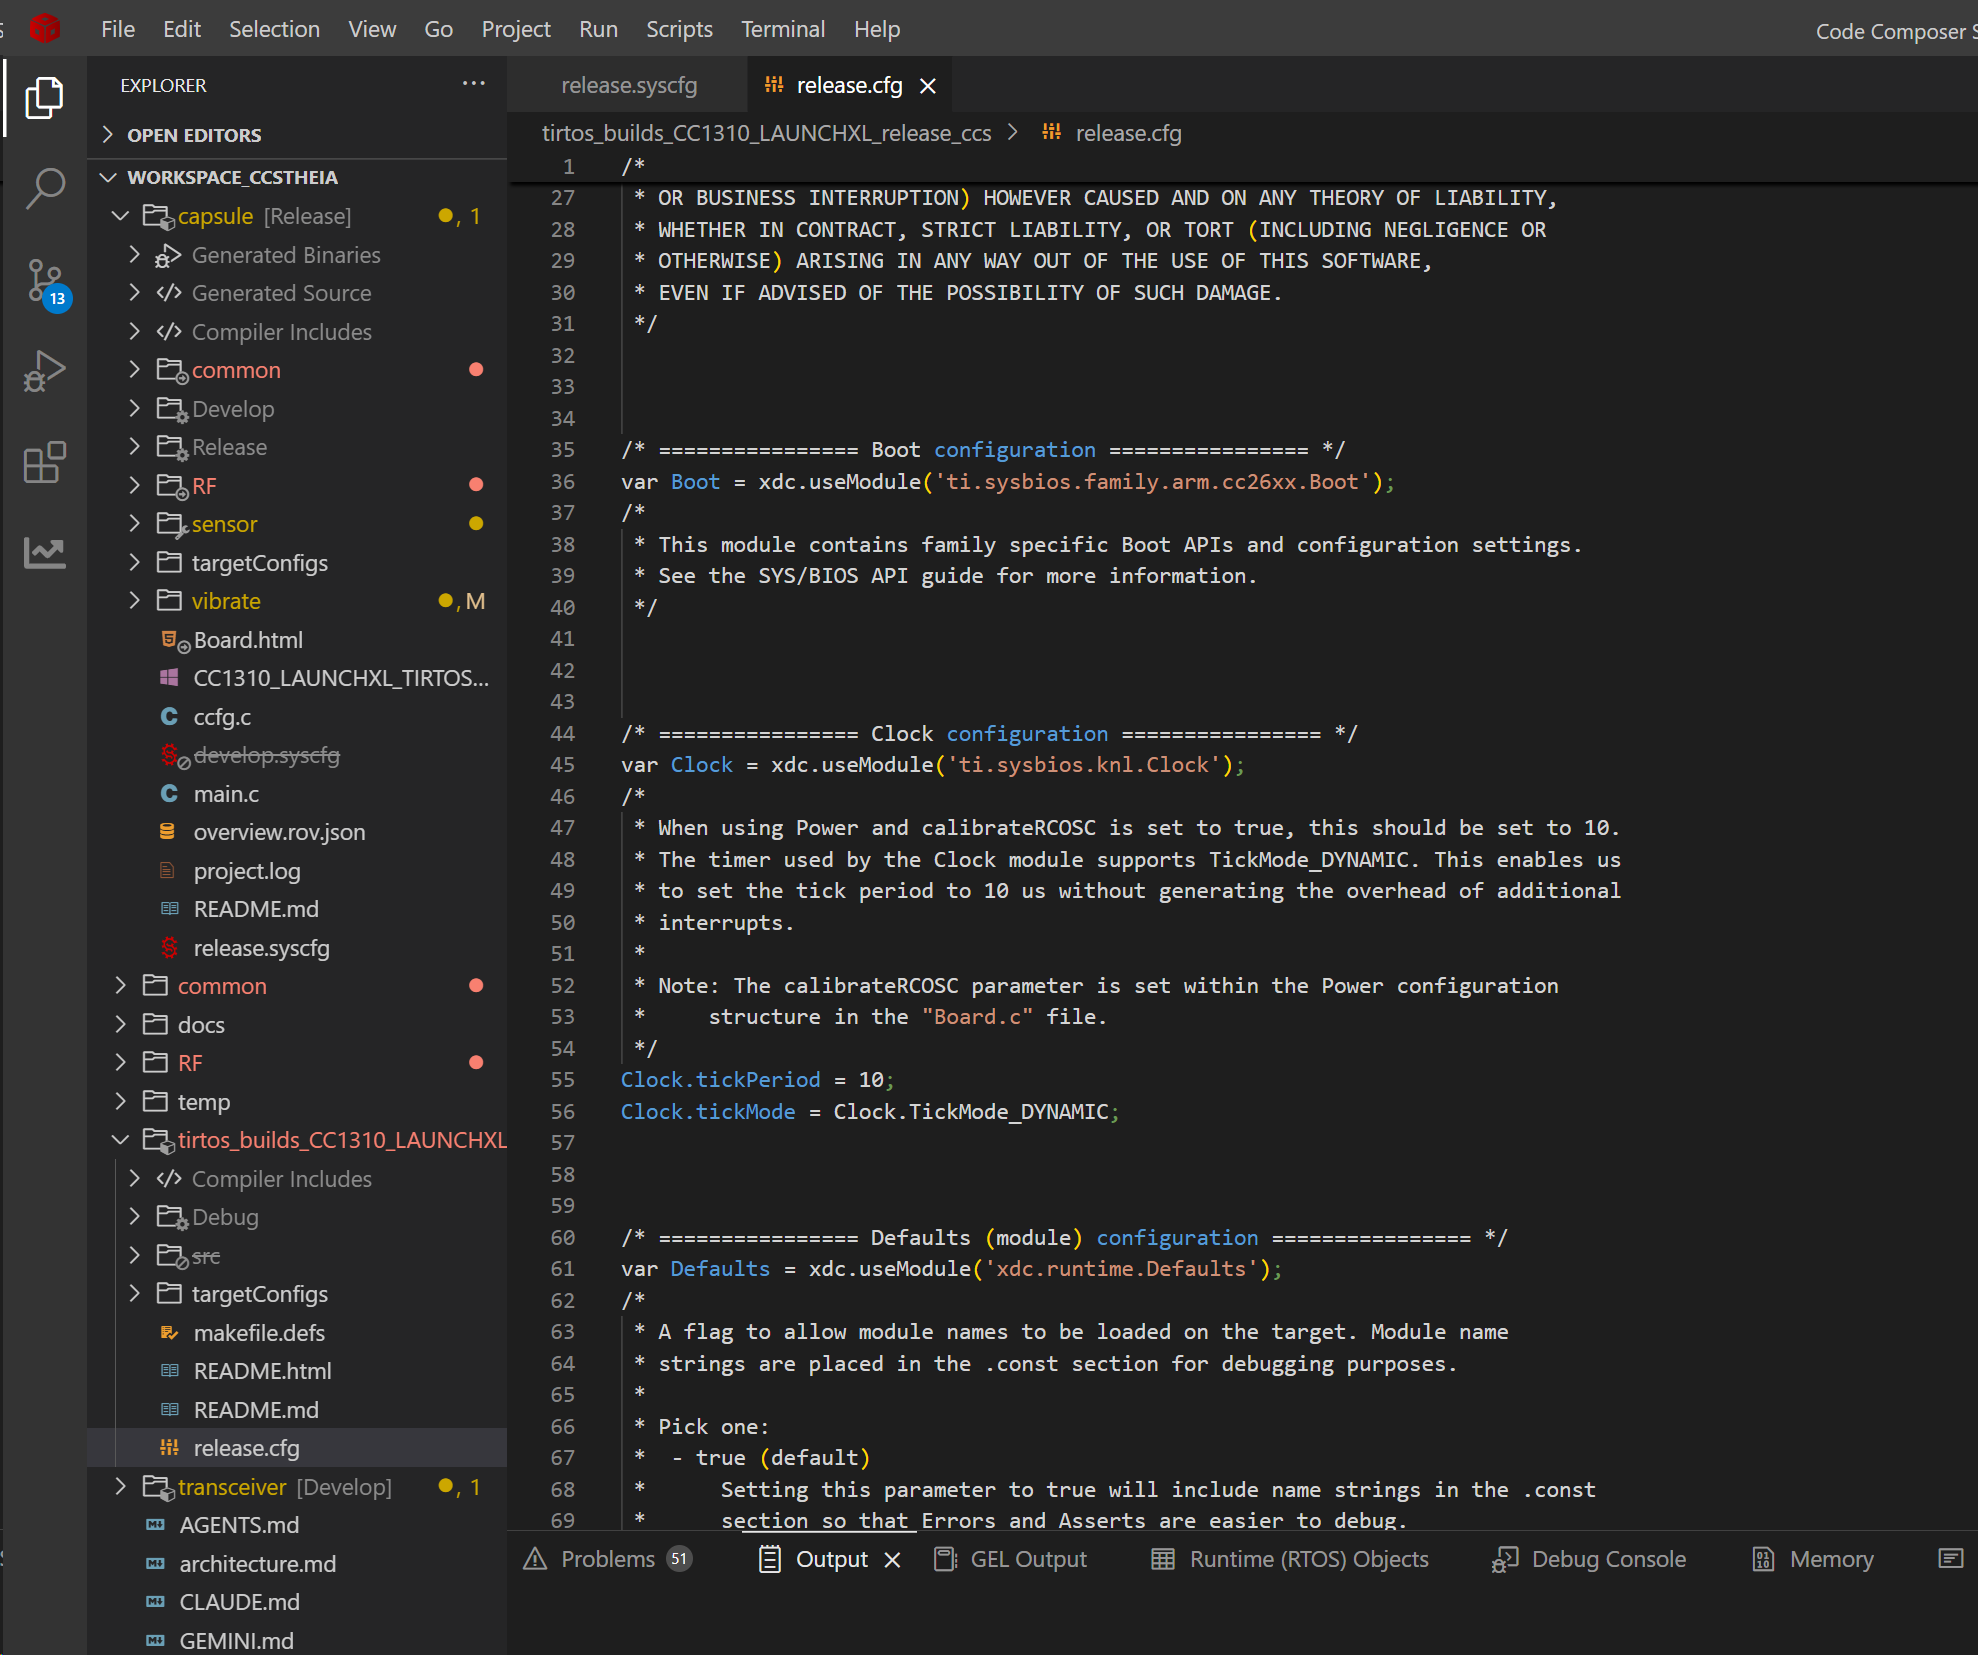 File Edit Selection View Go Project Run Scripts Terminal Help
Code Composer S
EXPLORER
OPEN EDITORS
WORKSPACE_CCSTHEIA
capsule [Release] , 1
Generated Binaries
Generated Source
Compiler Includes
common
Develop
Release
RF
sensor
targetConfigs
vibrate , M
Board.html
CC1310_LAUNCHXL_TIRTOS...
ccfg.c
develop.syscfg
main.c
overview.rov.json
project.log
README.md
release.syscfg
common
docs
RF
temp
tirtos_builds_CC1310_LAUNCHXL
Compiler Includes
Debug
src
targetConfigs
makefile.defs
README.html
README.md
release.cfg
transceiver [Develop] , 1
AGENTS.md
architecture.md
CLAUDE.md
GEMINI.md
13
release.syscfg
release.cfg
tirtos_builds_CC1310_LAUNCHXL_release_ccs > release.cfg
1 /*
27 * OR BUSINESS INTERRUPTION) HOWEVER CAUSED AND ON ANY THEORY OF LIABILITY,
28 * WHETHER IN CONTRACT, STRICT LIABILITY, OR TORT (INCLUDING NEGLIGENCE OR
29 * OTHERWISE) ARISING IN ANY WAY OUT OF THE USE OF THIS SOFTWARE,
30 * EVEN IF ADVISED OF THE POSSIBILITY OF SUCH DAMAGE.
31 */
32
33
34
35 /* ================ Boot configuration ================ */
36 var Boot = xdc.useModule('ti.sysbios.family.arm.cc26xx.Boot');
37 /*
38 * This module contains family specific Boot APIs and configuration settings.
39 * See the SYS/BIOS API guide for more information.
40 */
41
42
43
44 /* ================ Clock configuration ================ */
45 var Clock = xdc.useModule('ti.sysbios.knl.Clock');
46 /*
47 * When using Power and calibrateRCOSC is set to true, this should be set to 10.
48 * The timer used by the Clock module supports TickMode_DYNAMIC. This enables us
49 * to set the tick period to 10 us without generating the overhead of additional
50 * interrupts.
51 *
52 * Note: The calibrateRCOSC parameter is set within the Power configuration
53 * structure in the "Board.c" file.
54 */
55 Clock.tickPeriod = 10;
56 Clock.tickMode = Clock.TickMode_DYNAMIC;
57
58
59
60 /* ================ Defaults (module) configuration ================ */
61 var Defaults = xdc.useModule('xdc.runtime.Defaults');
62 /*
63 * A flag to allow module names to be loaded on the target. Module name
64 * strings are placed in the .const section for debugging purposes.
65 *
66 * Pick one:
67 * - true (default)
68 * Setting this parameter to true will include name strings in the .const
69 * section so that Errors and Asserts are easier to debug.
Problems 51 Output GEL Output Runtime (RTOS) Objects Debug Console Memory